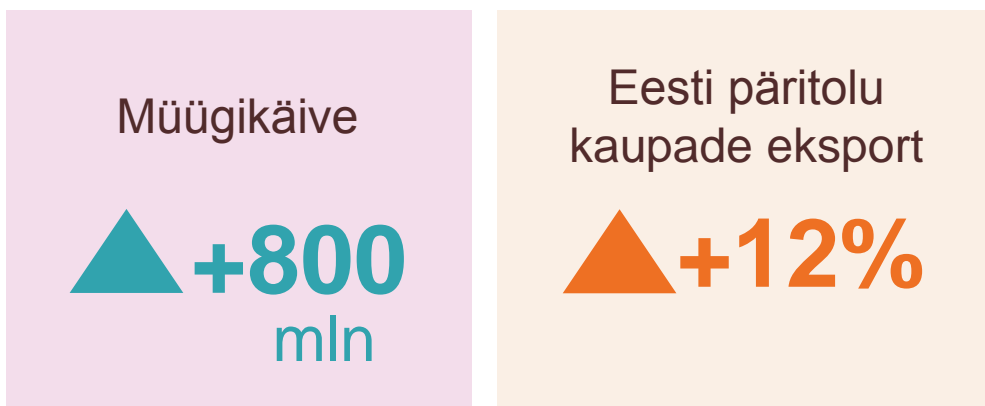 Müügikäive
+800
mln
Eesti päritolu
kaupade eksport
+12%